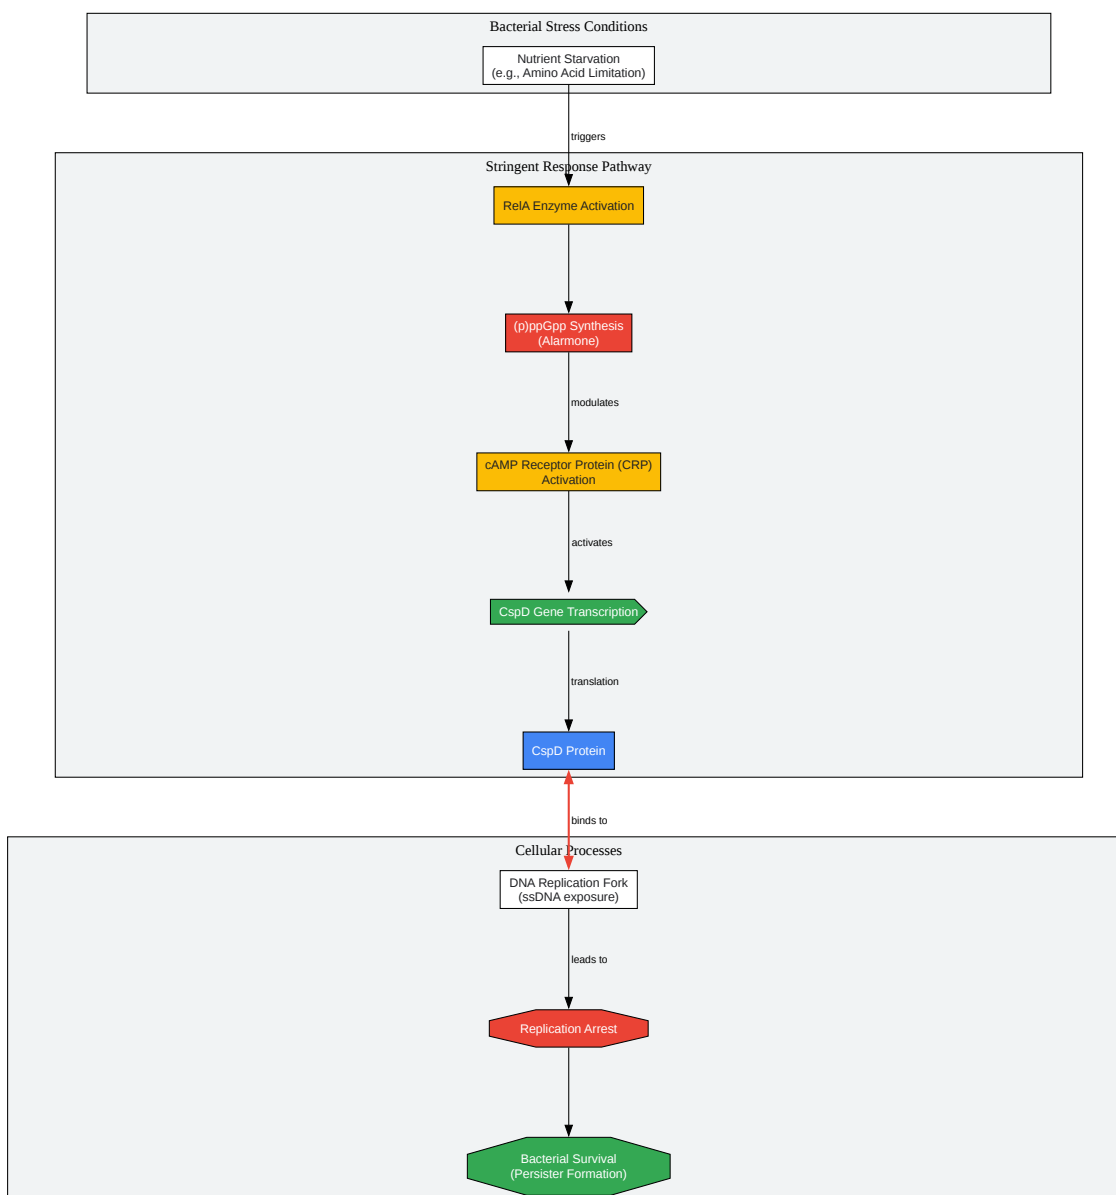 Bacterial Stress Conditions
Nutrient Starvation
(e.g., Amino Acid Limitation)
triggers
Stringent Response Pathway
RelA Enzyme Activation
(p)ppGpp Synthesis
(Alarmone)
modulates
cAMP Receptor Protein (CRP)
Activation
activates
CspD Gene Transcription
translation
CspD Protein
binds to
Cellular Processes
DNA Replication Fork
(ssDNA exposure)
leads to
Replication Arrest
Bacterial Survival
(Persister Formation)